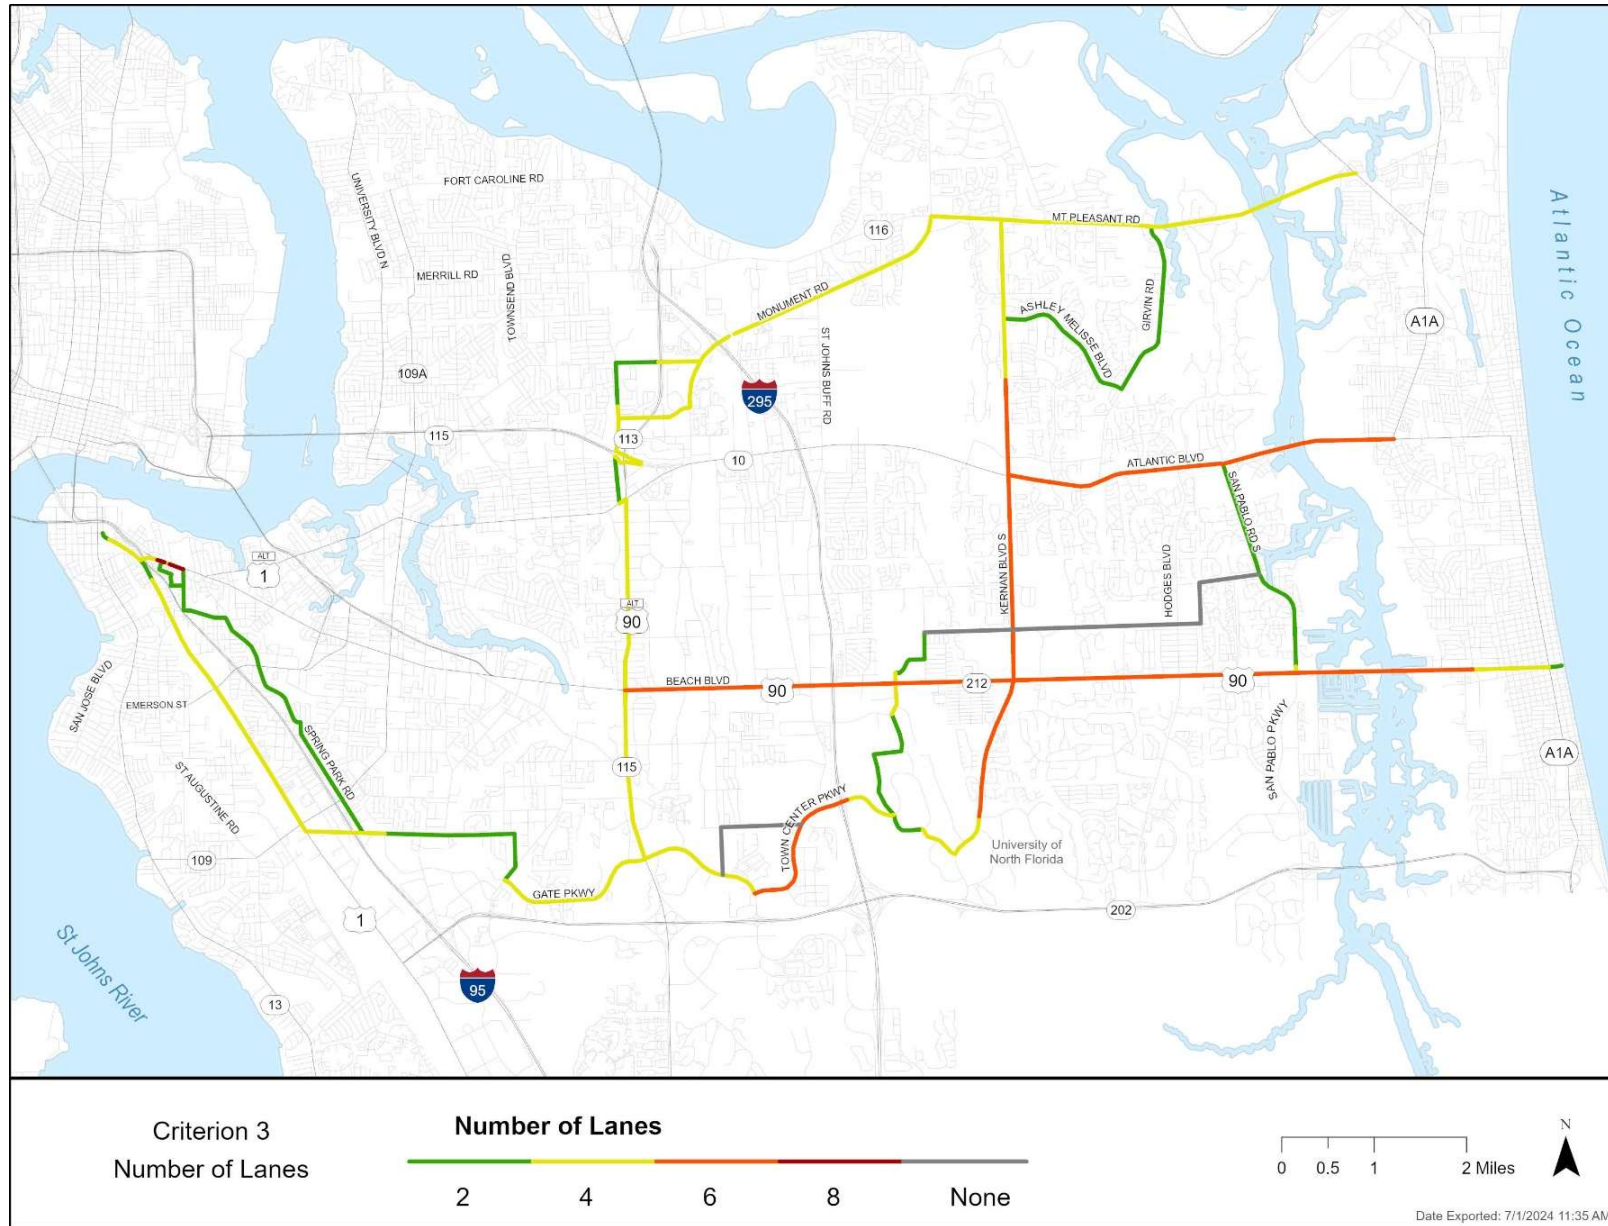 FORT CAROLINE RD
UNIVERSITY BLVD N
MERRILL RD
TOWNSEND BLVD
116
MT PLEASANT RD
Atlantic Ocean
MONUMENT RD
ASHLEY MELISSE BLVD
GIRVIN RD
A1A
ST JOHNS BUFF RD
109A
295
115
113
10
ATLANTIC BLVD
SAN PABLO RD S
ALT
1
ALT
90
KERNAN BLVD S
HODGES BLVD
SAN JOSE BLVD
BEACH BLVD
90
212
90
EMERSON ST
SPRING PARK RD
ST AUGUSTINE RD
115
TOWN CENTER PKWY
SAN PABLO PKWY
A1A
University of
North Florida
109
GATE PKWY
1
202
St Johns River
95
13
Criterion 3
Number of Lanes
Number of Lanes
2 4 6 8 None
N
0 0.5 1 2 Miles
Date Exported: 7/1/2024 11:35 AM